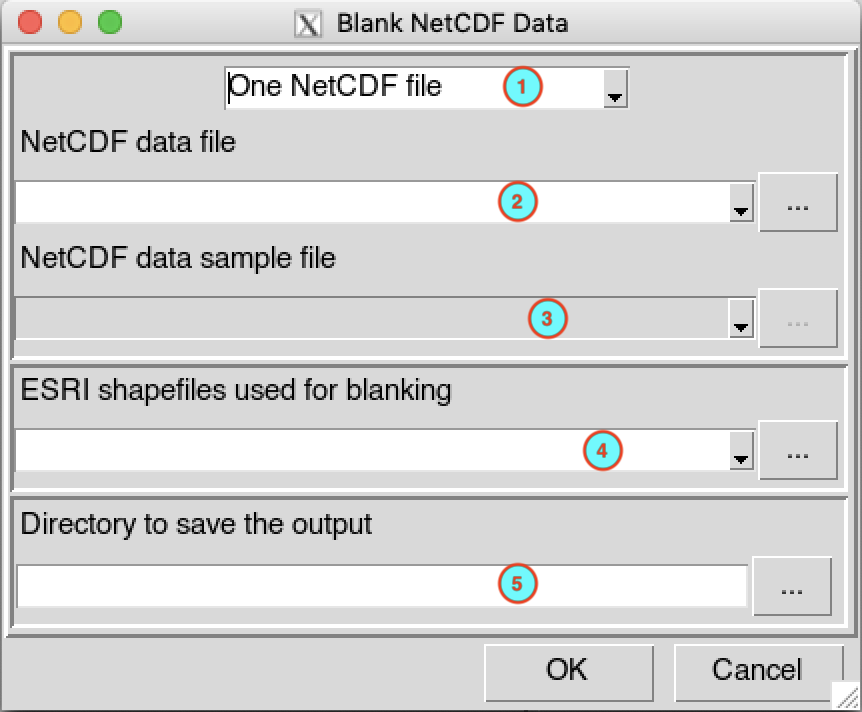 Blank NetCDF Data
One NetCDF file 1
NetCDF data file
2 ...
NetCDF data sample file
3 ...
ESRI shapefiles used for blanking
4 ...
Directory to save the output
5 ...
OK Cancel